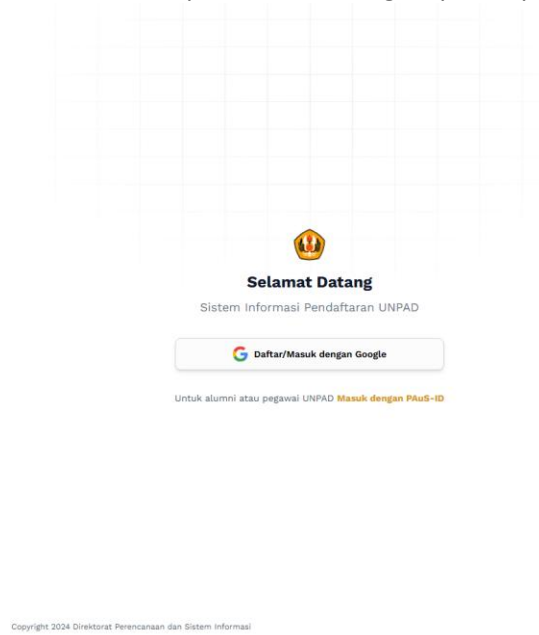 Selamat Datang
Sistem Informasi Pendaftaran UNPAD
Daftar/Masuk dengan Google
Untuk alumni atau pegawai UNPAD Masuk dengan PAuS-ID
Copyright 2024 Direktorat Perencanaan dan Sistem Informasi